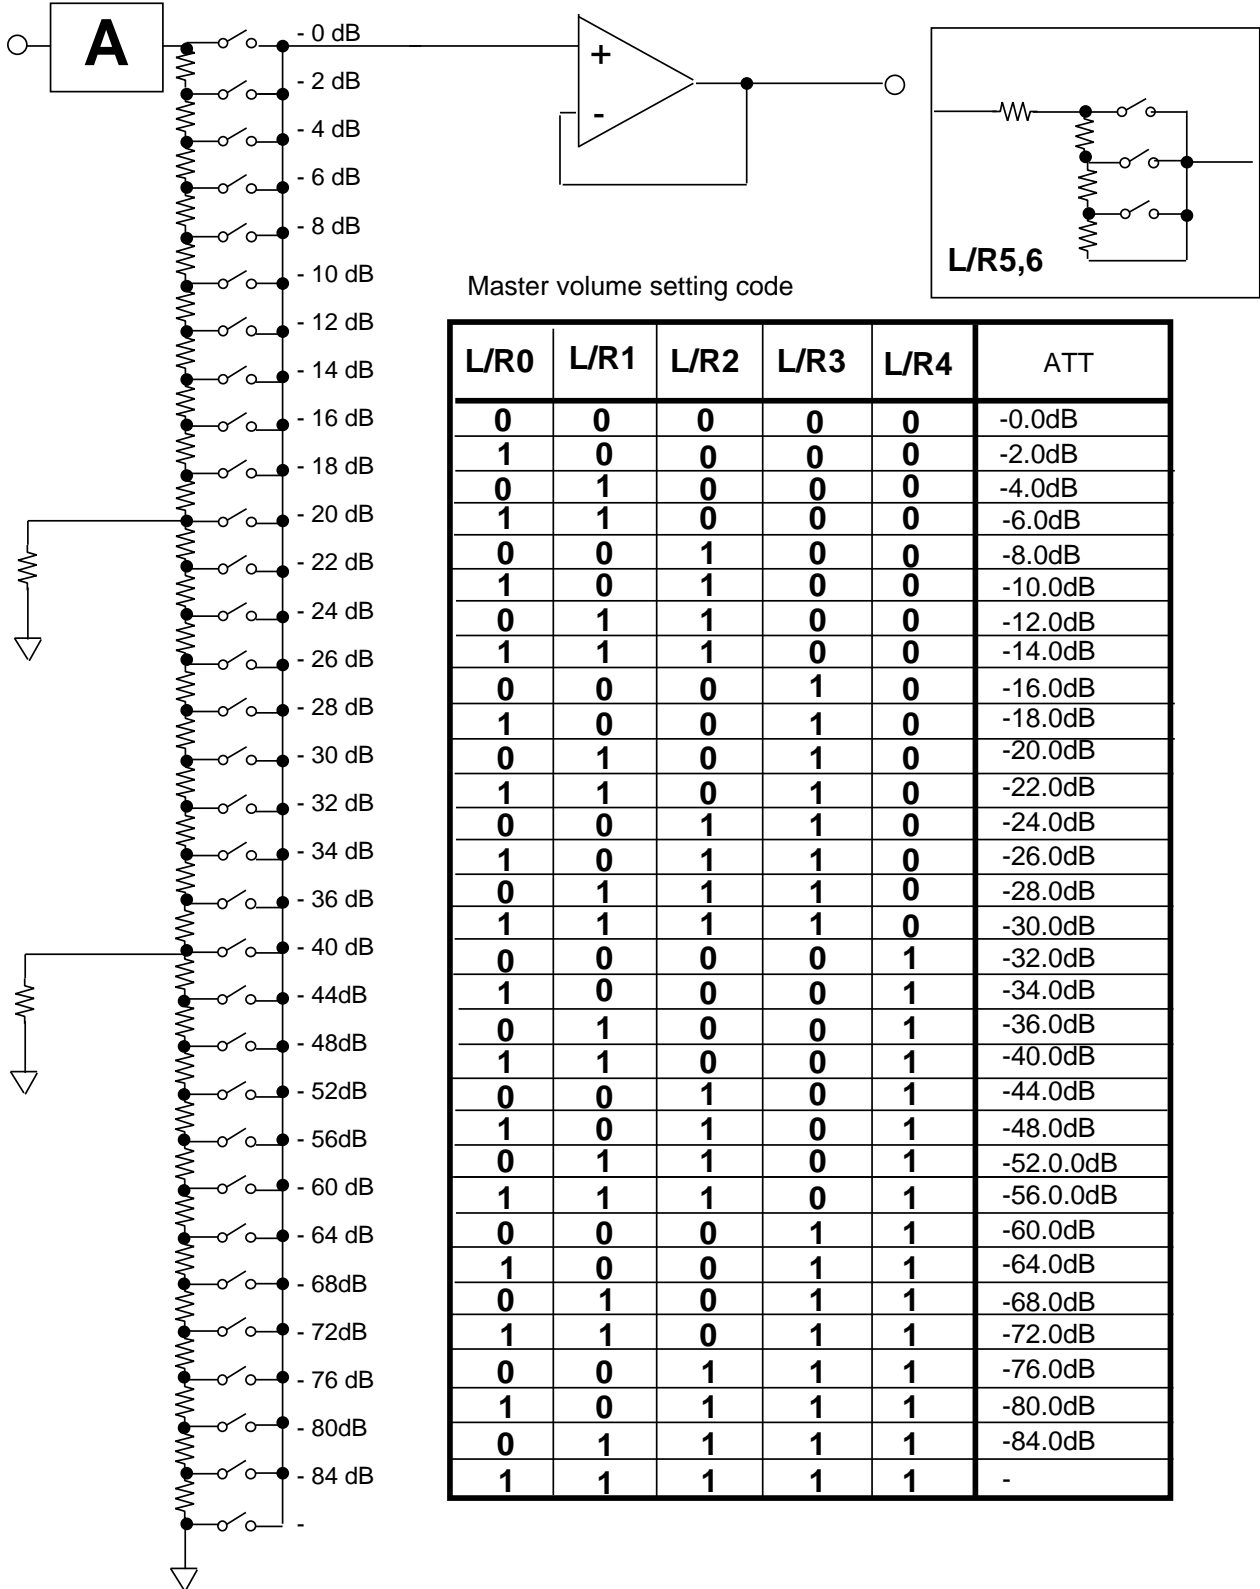 A
- 0 dB
- 2 dB
- 4 dB
- 6 dB
- 8 dB
- 10 dB
- 12 dB
- 14 dB
- 16 dB
- 18 dB
- 20 dB
- 22 dB
- 24 dB
- 26 dB
- 28 dB
- 30 dB
- 32 dB
- 34 dB
- 36 dB
- 40 dB
- 44dB
- 48dB
- 52dB
- 56dB
- 60 dB
- 64 dB
- 68dB
- 72dB
- 76 dB
- 80dB
- 84 dB
-
+
-
L/R5,6
Master volume setting code
L/R0 L/R1 L/R2 L/R3 L/R4 ATT
0 0 0 0 0 -0.0dB
1 0 0 0 0 -2.0dB
0 1 0 0 0 -4.0dB
1 1 0 0 0 -6.0dB
0 0 1 0 0 -8.0dB
1 0 1 0 0 -10.0dB
0 1 1 0 0 -12.0dB
1 1 1 0 0 -14.0dB
0 0 0 1 0 -16.0dB
1 0 0 1 0 -18.0dB
0 1 0 1 0 -20.0dB
1 1 0 1 0 -22.0dB
0 0 1 1 0 -24.0dB
1 0 1 1 0 -26.0dB
0 1 1 1 0 -28.0dB
1 1 1 1 0 -30.0dB
0 0 0 0 1 -32.0dB
1 0 0 0 1 -34.0dB
0 1 0 0 1 -36.0dB
1 1 0 0 1 -40.0dB
0 0 1 0 1 -44.0dB
1 0 1 0 1 -48.0dB
0 1 1 0 1 -52.0.0dB
1 1 1 0 1 -56.0.0dB
0 0 0 1 1 -60.0dB
1 0 0 1 1 -64.0dB
0 1 0 1 1 -68.0dB
1 1 0 1 1 -72.0dB
0 0 1 1 1 -76.0dB
1 0 1 1 1 -80.0dB
0 1 1 1 1 -84.0dB
1 1 1 1 1 -